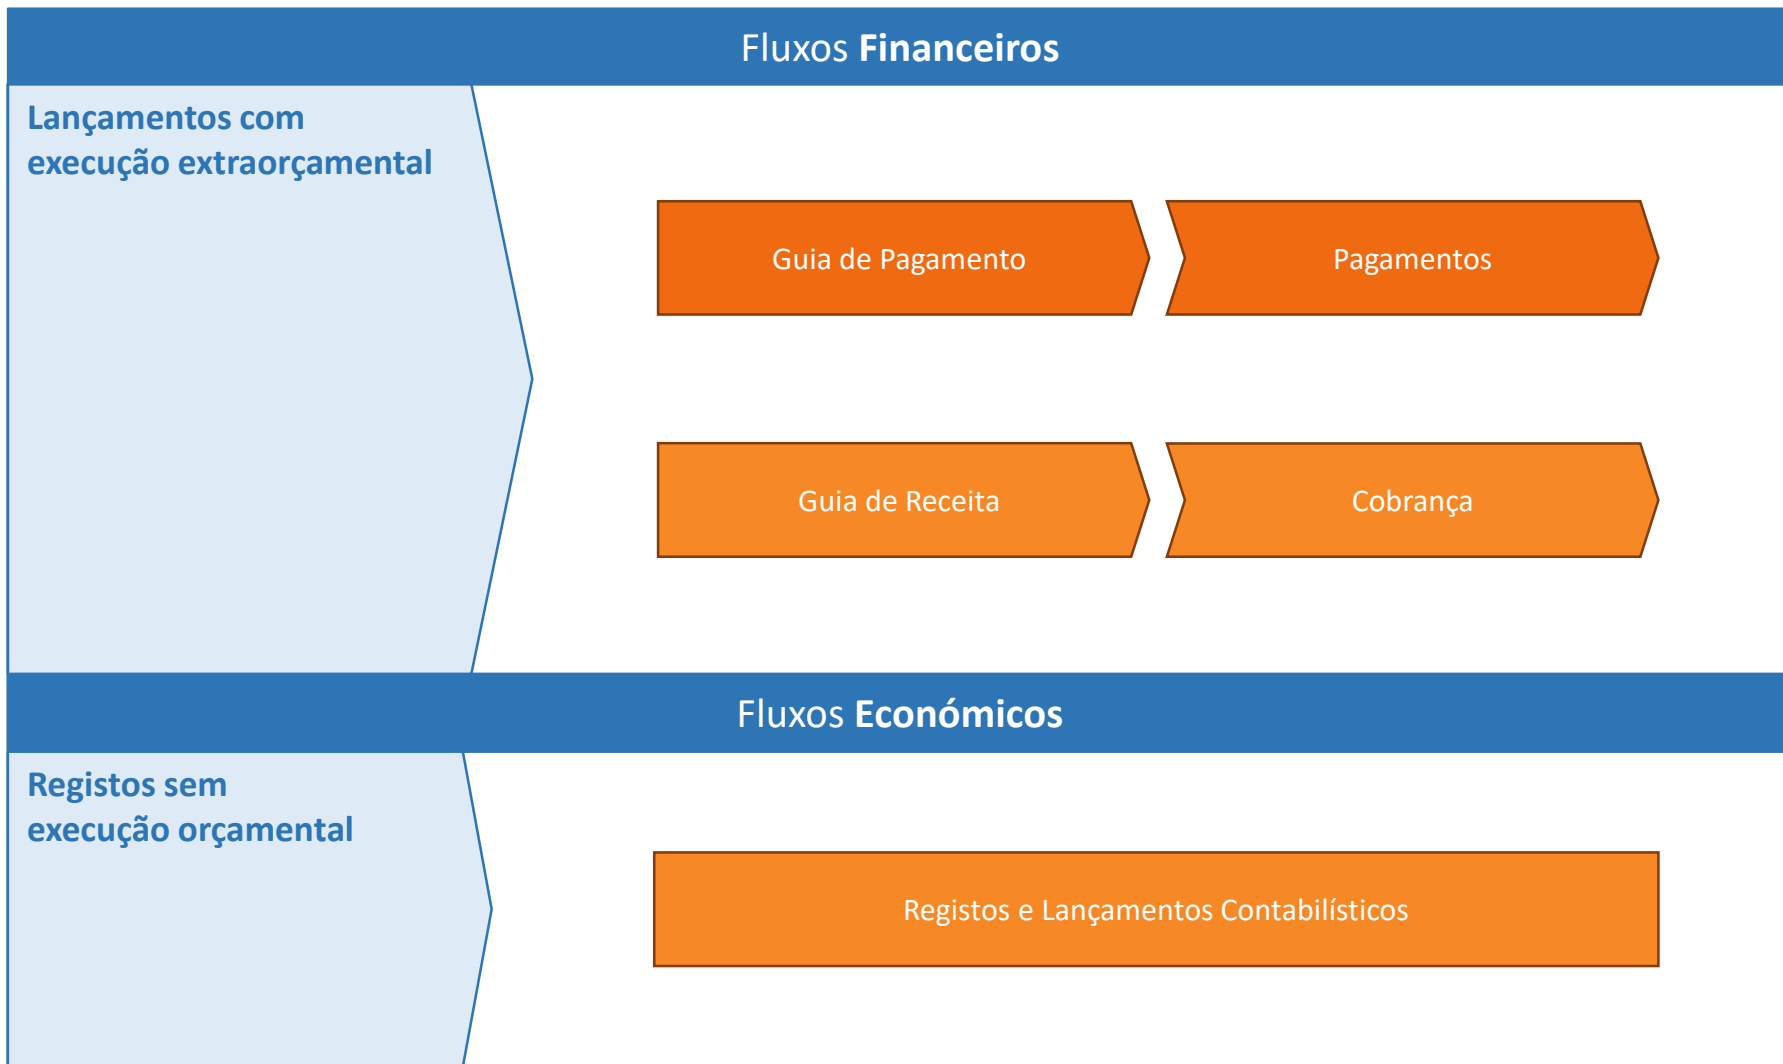 Fluxos Financeiros
Lançamentos com
execução extraorçamental
Guia de Pagamento
Pagamentos
Guia de Receita
Cobrança
Fluxos Económicos
Registos sem
execução orçamental
Registos e Lançamentos Contabilísticos